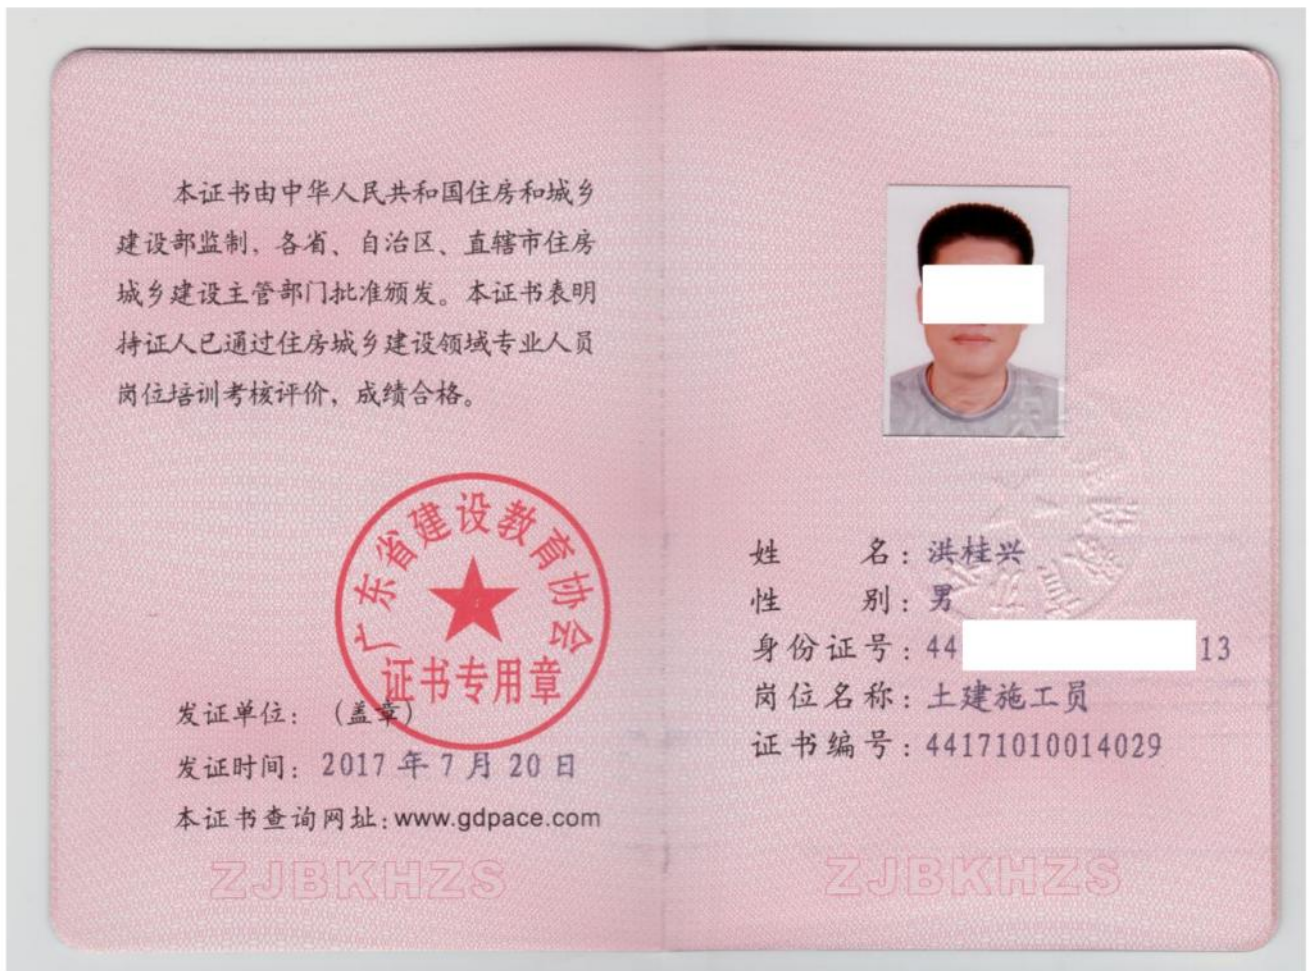 本证书由中华人民共和国住房和城乡
建设部监制，各省、自治区、直辖市住房
城乡建设主管部门批准颁发。本证书表明
持证人已通过住房城乡建设领域专业人员
岗位培训考核评价，成绩合格。
广东省建设教育协会
证书专用章
发证单位：（盖章）
发证时间：2017 年 7 月 20 日
本证书查询网址：www.gdpace.com
ZJBKHZS
姓 名：洪桂兴
性 别：男
身份证号：44 13
岗位名称：土建施工员
证书编号：44171010014029
ZJBKHZS